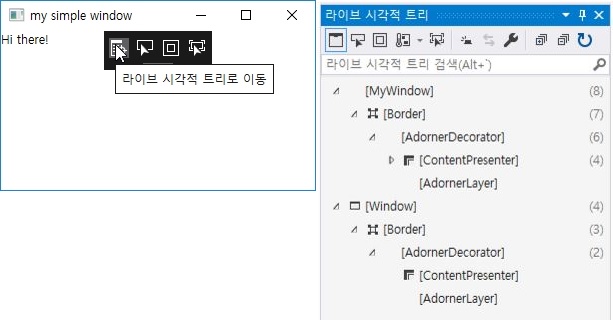 my simple window
Hi there!
라이브 시각적 트리로 이동
라이브 시각적 트리
라이브 시각적 트리 검색(Alt+`)
[MyWindow] (8)
[Border] (7)
[AdornerDecorator] (6)
[ContentPresenter] (4)
[AdornerLayer]
[Window] (4)
[Border] (3)
[AdornerDecorator] (2)
[ContentPresenter]
[AdornerLayer]